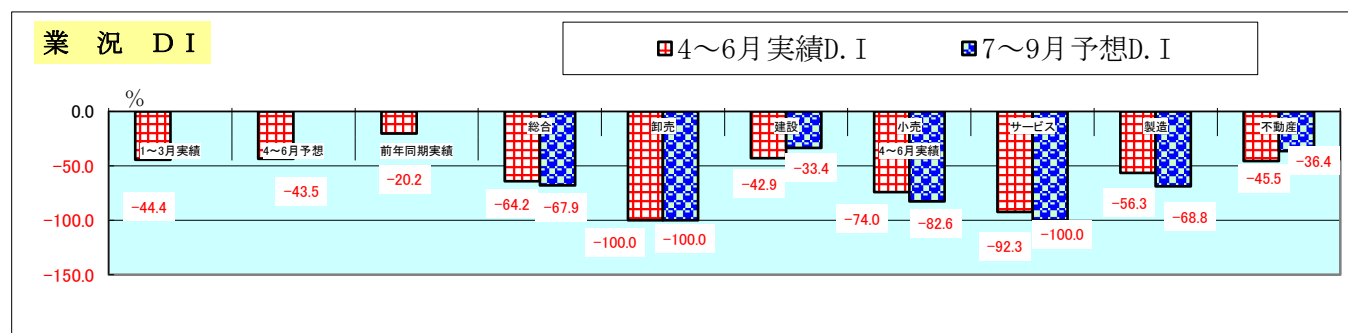 業 況 DI
4～6月実績D.I 7～9月予想D.I
%
0.0
-50.0
-100.0
-150.0
1～3月実績 4～6月予想 前年同期実績 総合 卸売 建設 小売 サービス 製造 不動産
4～6月実績
-44.4 -43.5 -20.2 -64.2 -67.9 -100.0 -100.0 -42.9 -33.4 -74.0 -82.6 -92.3 -100.0 -56.3 -68.8 -45.5 -36.4